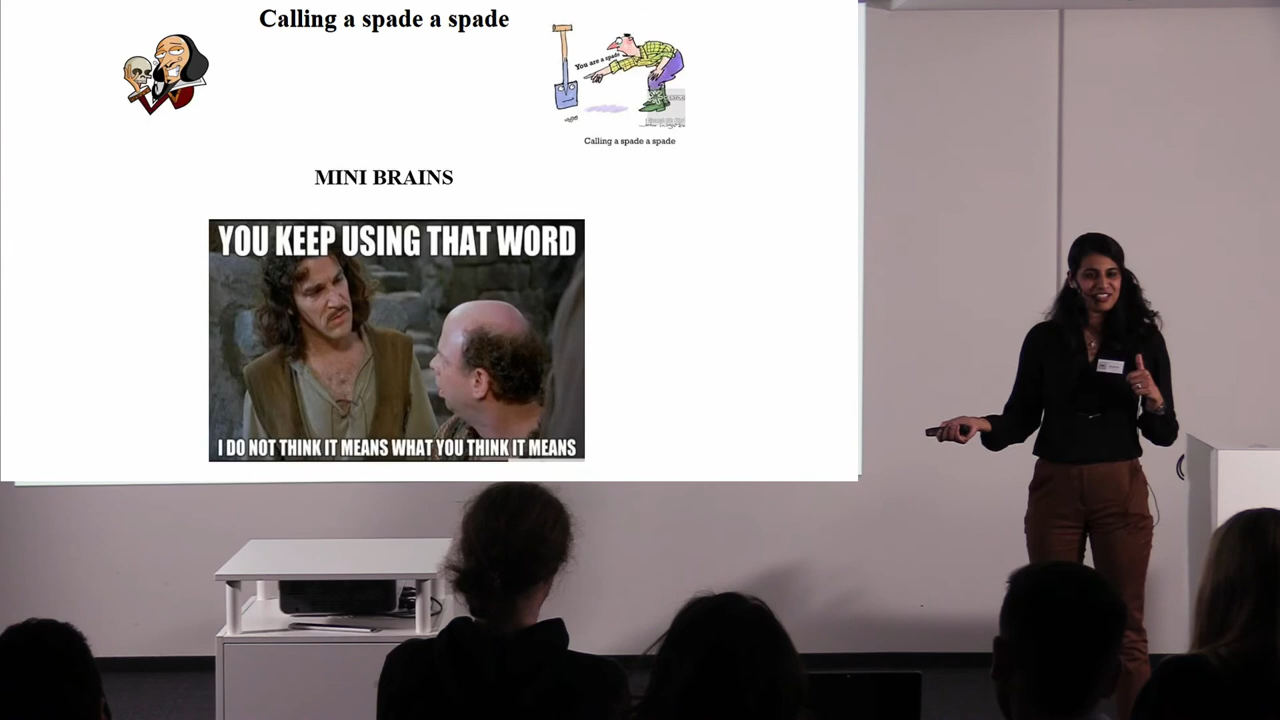 Calling a spade a spade
You are a spade
Calling a spade a spade
MINI BRAINS
YOU KEEP USING THAT WORD
I DO NOT THINK IT MEANS WHAT YOU THINK IT MEANS